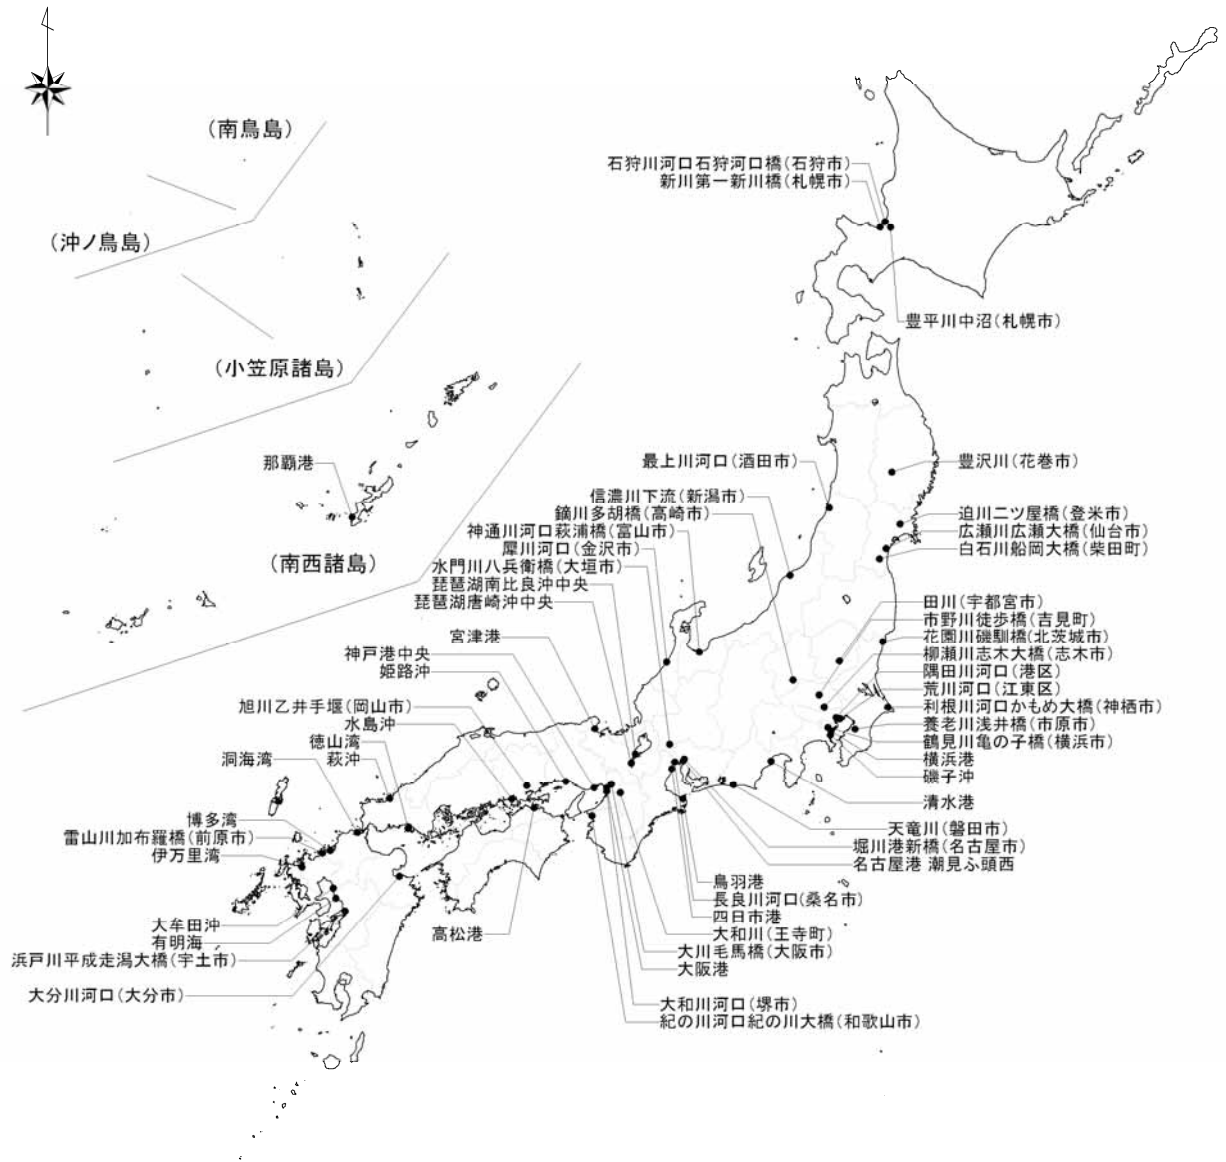 (南鳥島)
(沖ノ鳥島)
(小笠原諸島)
(南西諸島)
石狩川河口石狩河口橋(石狩市)
新川第一新川橋(札幌市)
豊平川中沼(札幌市)
那覇港
最上川河口(酒田市)
豊沢川(花巻市)
信濃川下流(新潟市)
鏑川多胡橋(高崎市)
神通川河口萩浦橋(富山市)
犀川河口(金沢市)
水門川八兵衛橋(大垣市)
琵琶湖南比良沖中央
琵琶湖唐崎沖中央
宮津港
神戸港中央
姫路沖
旭川乙井手堰(岡山市)
水島沖
徳山湾
萩沖
洞海湾
博多湾
雷山川加布羅橋(前原市)
伊万里湾
大牟田沖
有明海
浜戸川平成走潟大橋(宇土市)
大分川河口(大分市)
高松港
迫川二ツ屋橋(登米市)
広瀬川広瀬大橋(仙台市)
白石川船岡大橋(柴田町)
田川(宇都宮市)
市野川徒歩橋(吉見町)
花園川磯馴橋(北茨城市)
柳瀬川志木大橋(志木市)
隅田川河口(港区)
荒川河口(江東区)
利根川河口かもめ大橋(神栖市)
養老川浅井橋(市原市)
鶴見川亀の子橋(横浜市)
横浜港
磯子沖
清水港
天竜川(磐田市)
堀川港新橋(名古屋市)
名古屋港 潮見ふ頭西
鳥羽港
長良川河口(桑名市)
四日市港
大和川(王寺町)
大川毛馬橋(大阪市)
大阪港
大和川河口(堺市)
紀の川河口紀の川大橋(和歌山市)